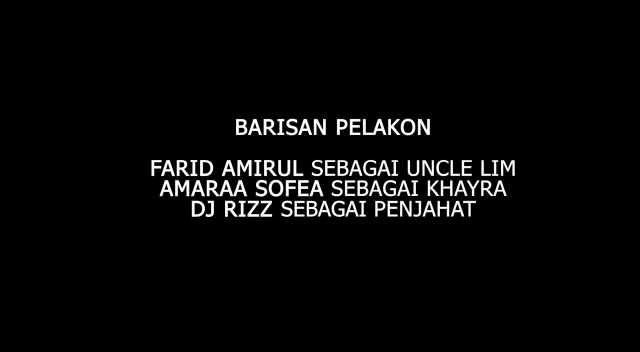 BARISAN PELAKON
FARID AMIRUL SEBAGAI UNCLE LIM
AMARAA SOFEA SEBAGAI KHAYRA
DJ RIZZ SEBAGAI PENJAHAT